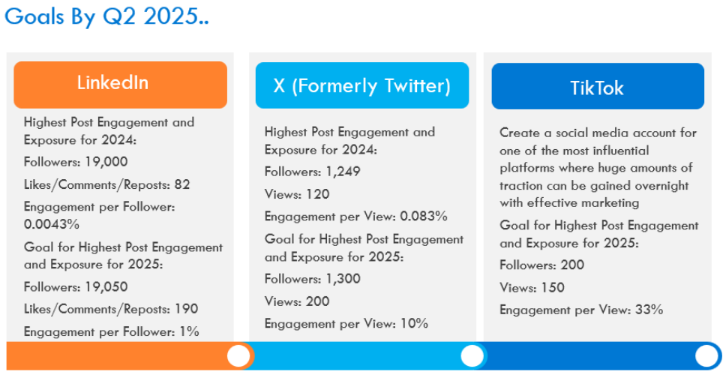 Goals By Q2 2025..
LinkedIn
Highest Post Engagement and
Exposure for 2024:
Followers: 19,000
Likes/Comments/Reposts: 82
Engagement per Follower:
0.0043%
Goal for Highest Post Engagement
and Exposure for 2025:
Followers: 19,050
Likes/Comments/Reposts: 190
Engagement per Follower: 1%
X (Formerly Twitter)
Highest Post Engagement and
Exposure for 2024:
Followers: 1,249
Views: 120
Engagement per View: 0.083%
Goal for Highest Post Engagement
and Exposure for 2025:
Followers: 1,300
Views: 200
Engagement per View: 10%
TikTok
Create a social media account for
one of the most influential
platforms where huge amounts of
traction can be gained overnight
with effective marketing
Goal for Highest Post Engagement
and Exposure for 2025:
Followers: 200
Views: 150
Engagement per View: 33%